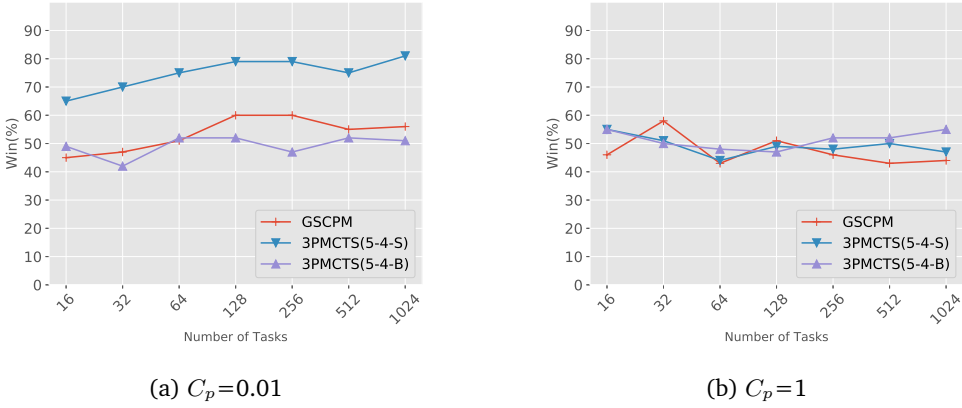 90
80
70
60
50
40
30
20
10
0
Win(%)
GSCPM
3PMCTS(5-4-S)
3PMCTS(5-4-B)
16 32 64 128 256 512 1024
Number of Tasks
(a) C_p=0.01
90
80
70
60
50
40
30
20
10
0
Win(%)
GSCPM
3PMCTS(5-4-S)
3PMCTS(5-4-B)
16 32 64 128 256 512 1024
Number of Tasks
(b) C_p=1